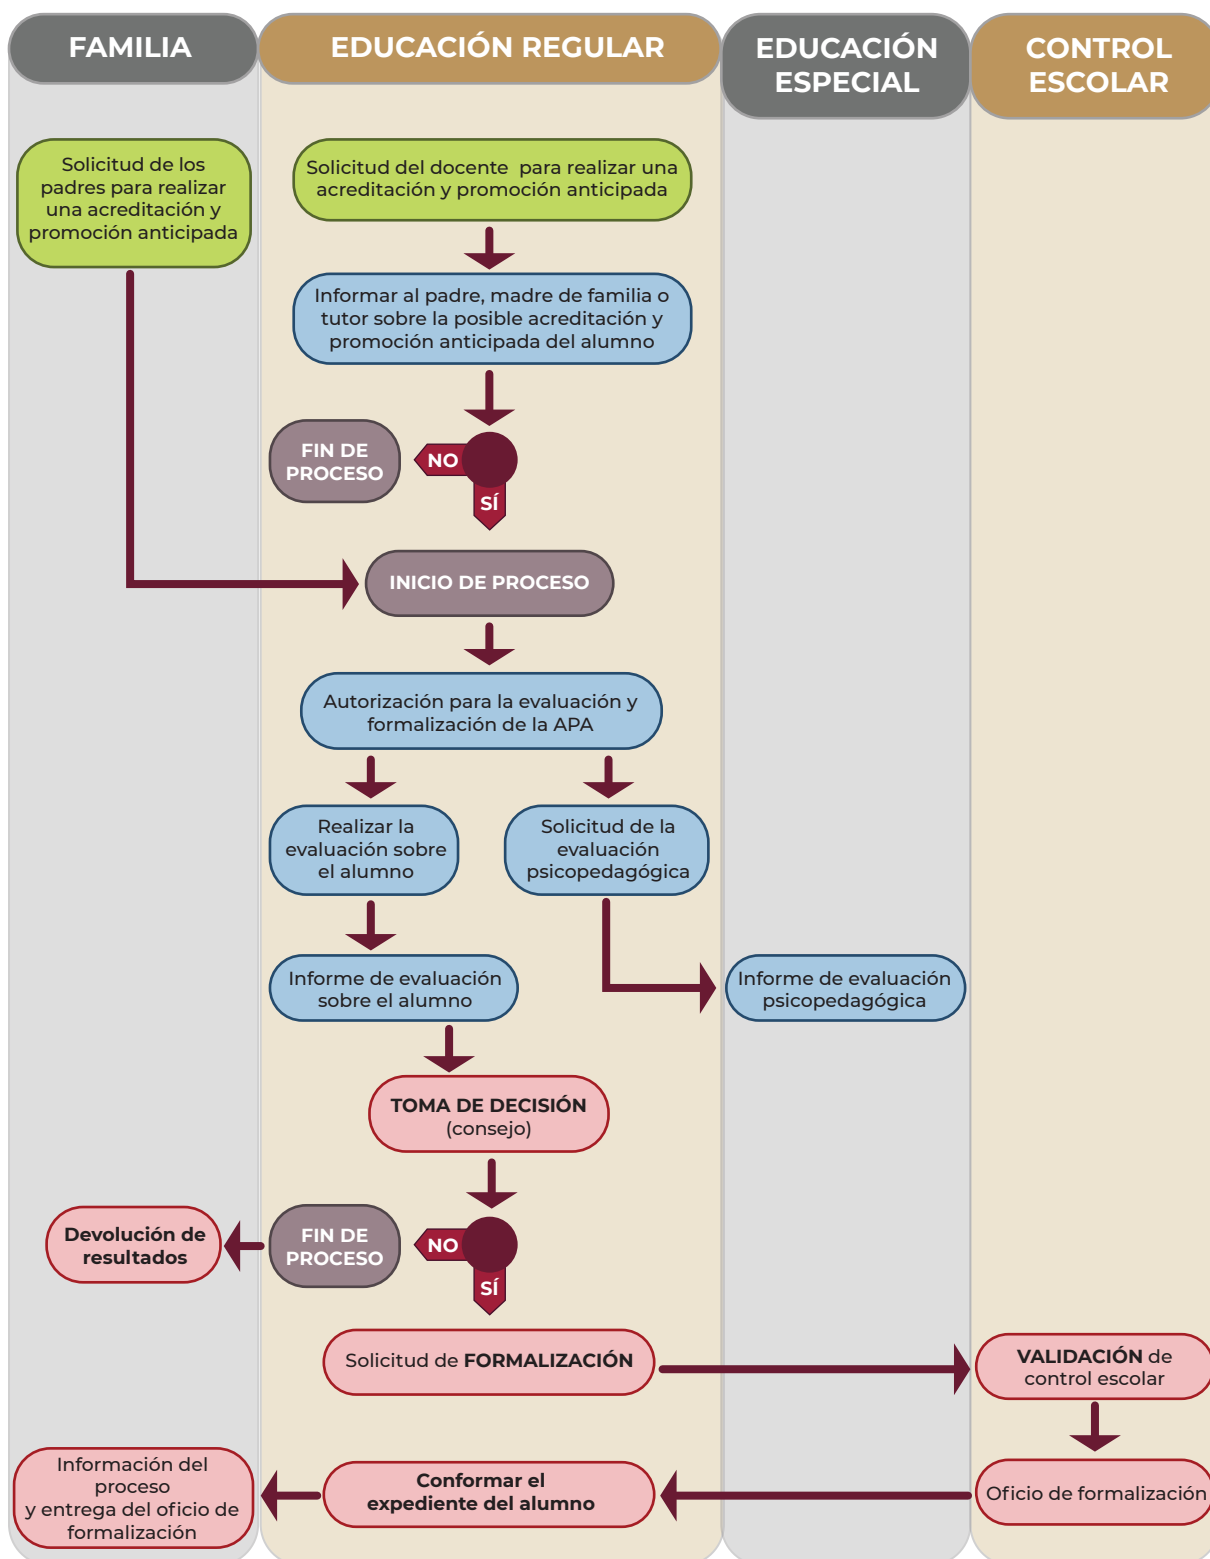 FAMILIA
EDUCACIÓN REGULAR
EDUCACIÓN
ESPECIAL
CONTROL
ESCOLAR
Solicitud de los
padres para realizar
una acreditación y
promoción anticipada
Solicitud del docente para realizar una
acreditación y promoción anticipada
Informar al padre, madre de familia o
tutor sobre la posible acreditación y
promoción anticipada del alumno
FIN DE
PROCESO
NO
SÍ
INICIO DE PROCESO
Autorización para la evaluación y
formalización de la APA
Realizar la
evaluación sobre
el alumno
Solicitud de la
evaluación
psicopedagógica
Informe de evaluación
sobre el alumno
Informe de evaluación
psicopedagógica
TOMA DE DECISIÓN
(consejo)
Devolución de
resultados
FIN DE
PROCESO
NO
SÍ
Solicitud de FORMALIZACIÓN
VALIDACIÓN de
control escolar
Información del
proceso
y entrega del oficio de
formalización
Conformar el
expediente del alumno
Oficio de formalización